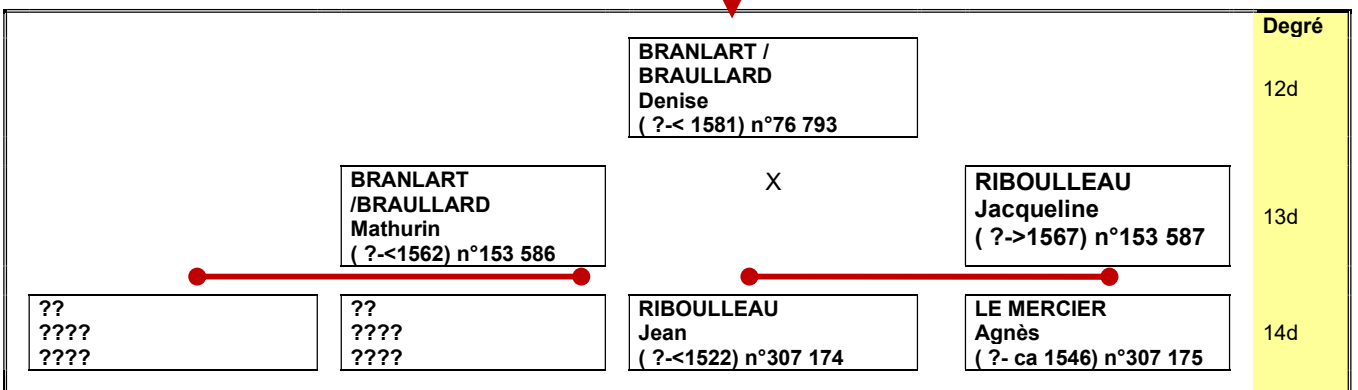 Degré
BRANLART /
BRAULLARD
Denise
( ?-< 1581) n°76 793
12d
BRANLART
/BRAULLARD
Mathurin
( ?-<1562) n°153 586
X
RIBOULLEAU
Jacqueline
( ?->1567) n°153 587
13d
??
????
????
??
????
????
RIBOULLEAU
Jean
( ?-<1522) n°307 174
LE MERCIER
Agnès
( ?- ca 1546) n°307 175
14d